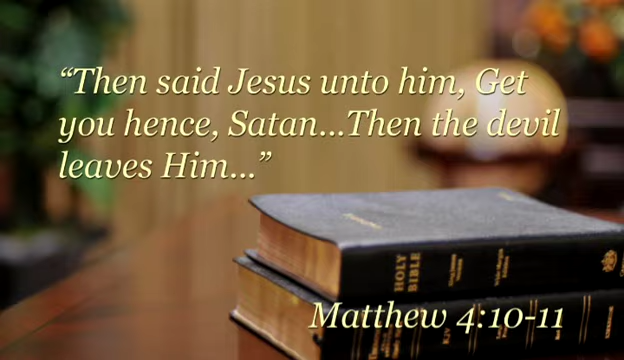 “Then said Jesus unto him, Get
you hence, Satan...Then the devil
leaves Him...”
HOLY
BIBLE
Matthew 4:10-11